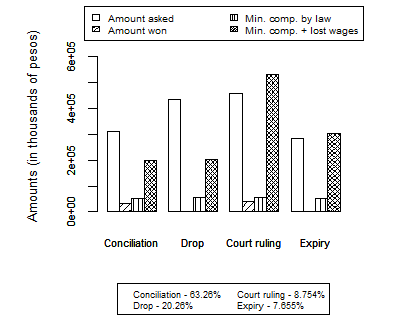 Amount asked
Amount won
Min. comp. by law
Min. comp. + lost wages
Amounts (in thousands of pesos)
6e+05
4e+05
2e+05
0e+00
Conciliation Drop Court ruling Expiry
Conciliation - 63.26% Court ruling - 8.754%
Drop - 20.26% Expiry - 7.655%